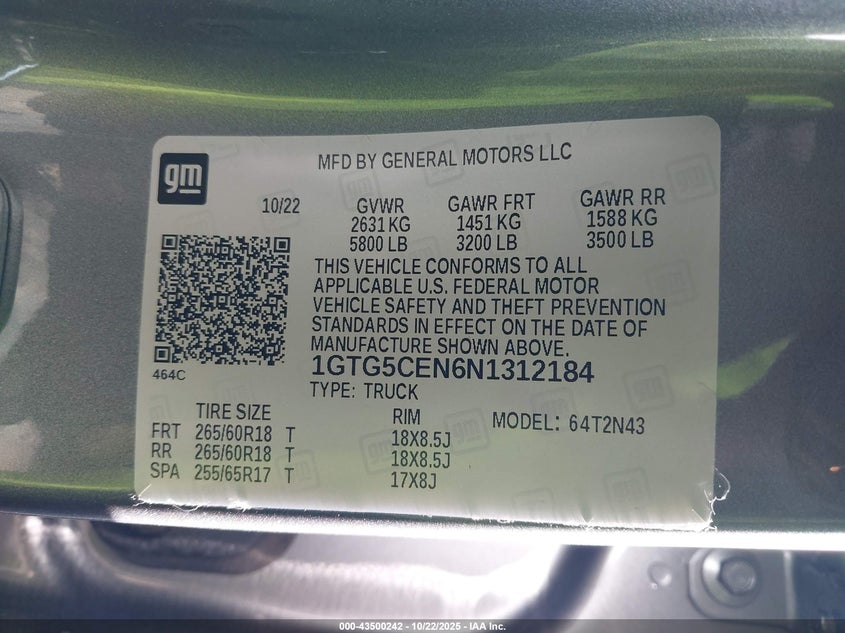 gm
MFD BY GENERAL MOTORS LLC
10/22 GVWR GAWR FRT GAWR RR
2631 KG 1451 KG 1588 KG
5800 LB 3200 LB 3500 LB
THIS VEHICLE CONFORMS TO ALL
APPLICABLE U.S. FEDERAL MOTOR
VEHICLE SAFETY AND THEFT PREVENTION
STANDARDS IN EFFECT ON THE DATE OF
MANUFACTURE SHOWN ABOVE.
464C
1GTG5CEN6N1312184
TYPE: TRUCK
TIRE SIZE RIM MODEL: 64T2N43
FRT 265/60R18 T 18X8.5J
RR 265/60R18 T 18X8.5J
SPA 255/65R17 T 17X8J
000-43500242 - 10/22/2025 - IAA Inc.